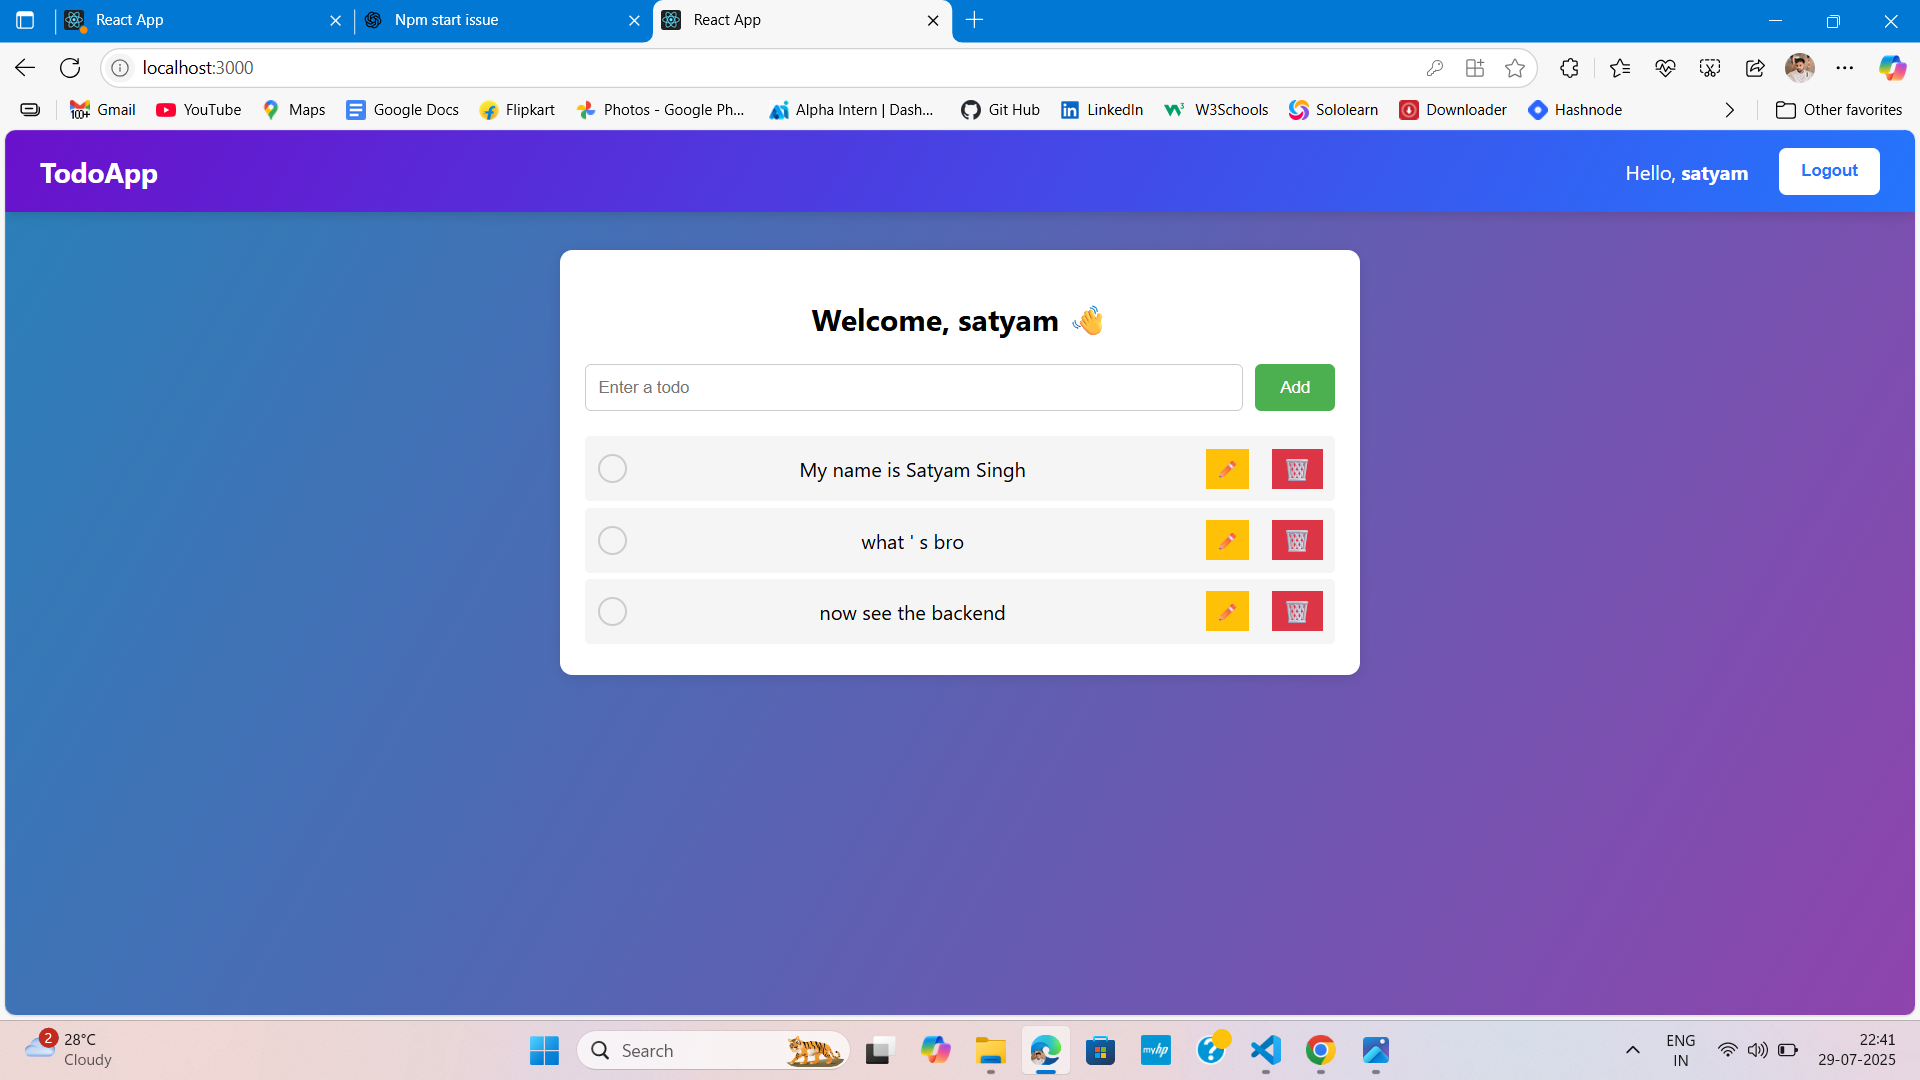 React App
Npm start issue
React App
localhost:3000
100+
Gmail
YouTube
Maps
Google Docs
Flipkart
Photos - Google Ph...
Alpha Intern | Dash...
Git Hub
LinkedIn
W3Schools
Sololearn
Downloader
Hashnode
Other favorites
TodoApp
Hello, satyam
Logout
Welcome, satyam 👋
Enter a todo
Add
My name is Satyam Singh
what ' s bro
now see the backend
2
28°C
Cloudy
Search
myhp
ENG
IN
22:41
29-07-2025